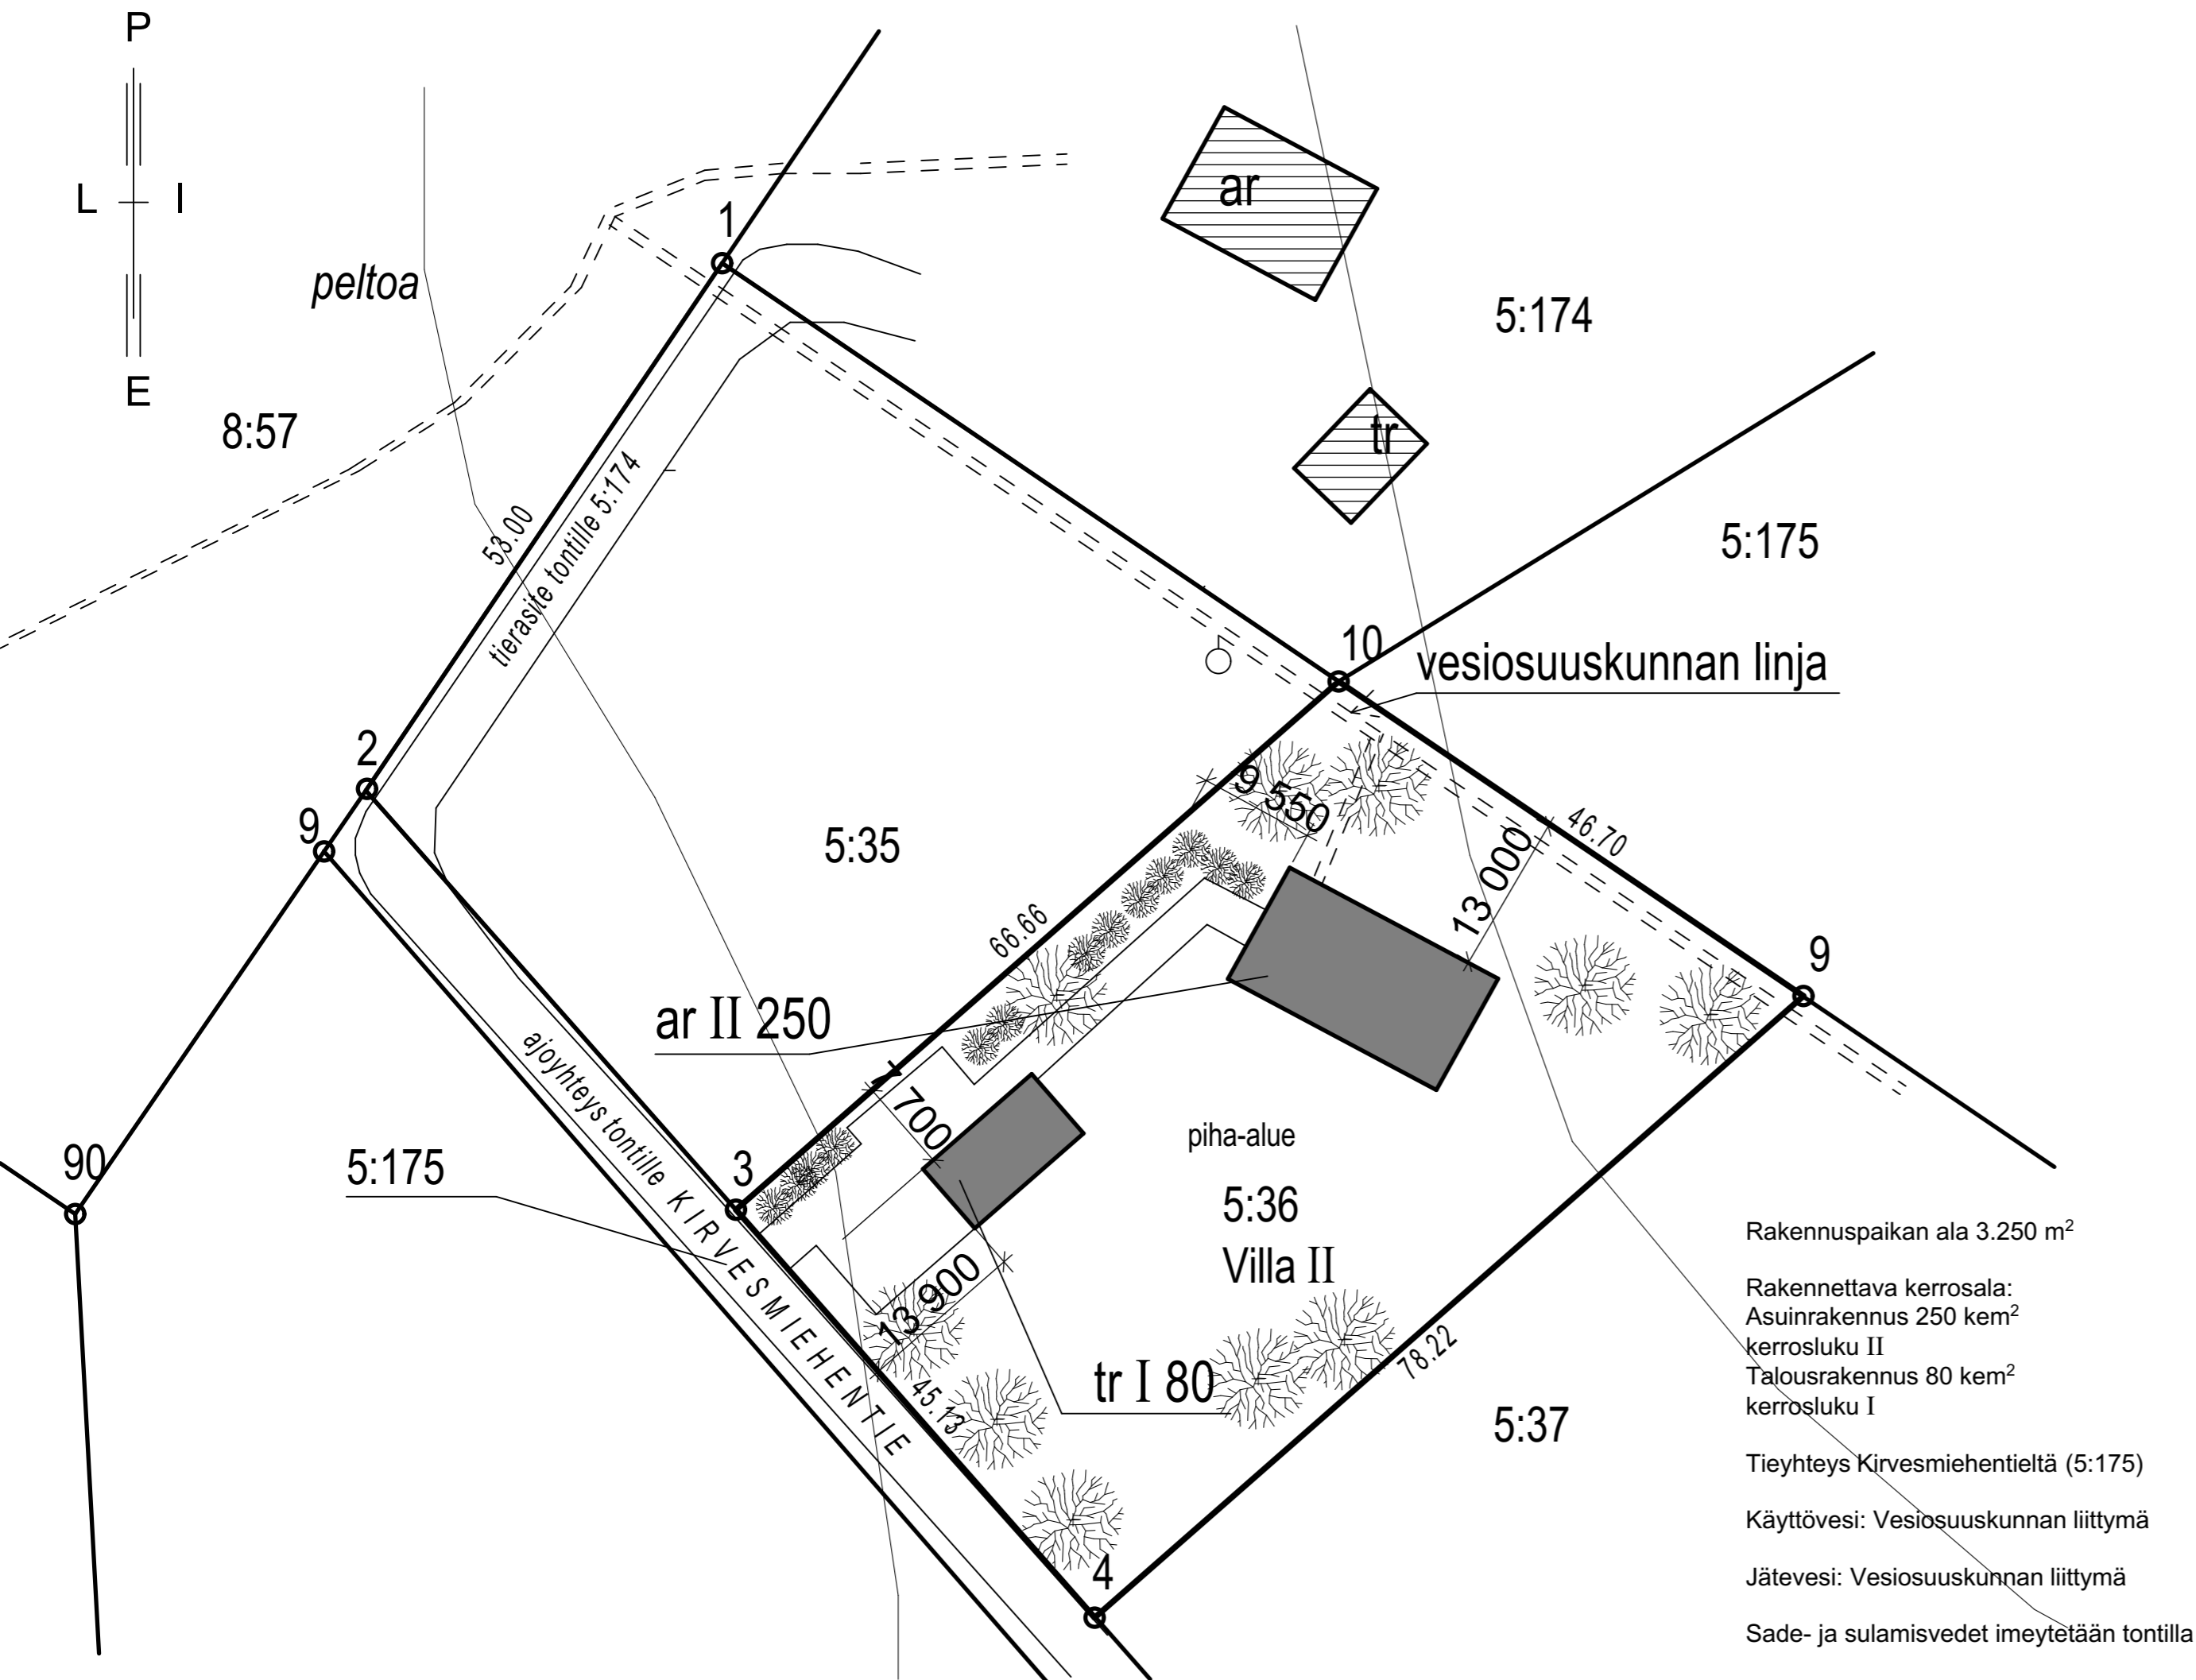 P
L I
E
peltoa
8:57
1
53.00
tierasite tontille 5:174
ar
5:174
tr
5:175
10
vesiosuuskunnan linja
2
9
5:35
9 550
13 000
46.70
9
66.66
ar II 250
700
ajoyhteys tontille KIRVESMIEHENTIE
90
5:175
3
piha-alue
5:36
Villa II
13 900
tr I 80
45.13
78.22
5:37
4
Rakennuspaikan ala 3.250 m²
Rakennettava kerrosala:
Asuinrakennus 250 kem²
kerrosluku II
Talousrakennus 80 kem²
kerrosluku I
Tieyhteys Kirvesmiehentieltä (5:175)
Käyttövesi: Vesiosuuskunnan liittymä
Jätevesi: Vesiosuuskunnan liittymä
Sade- ja sulamisvedet imeytetään tontilla